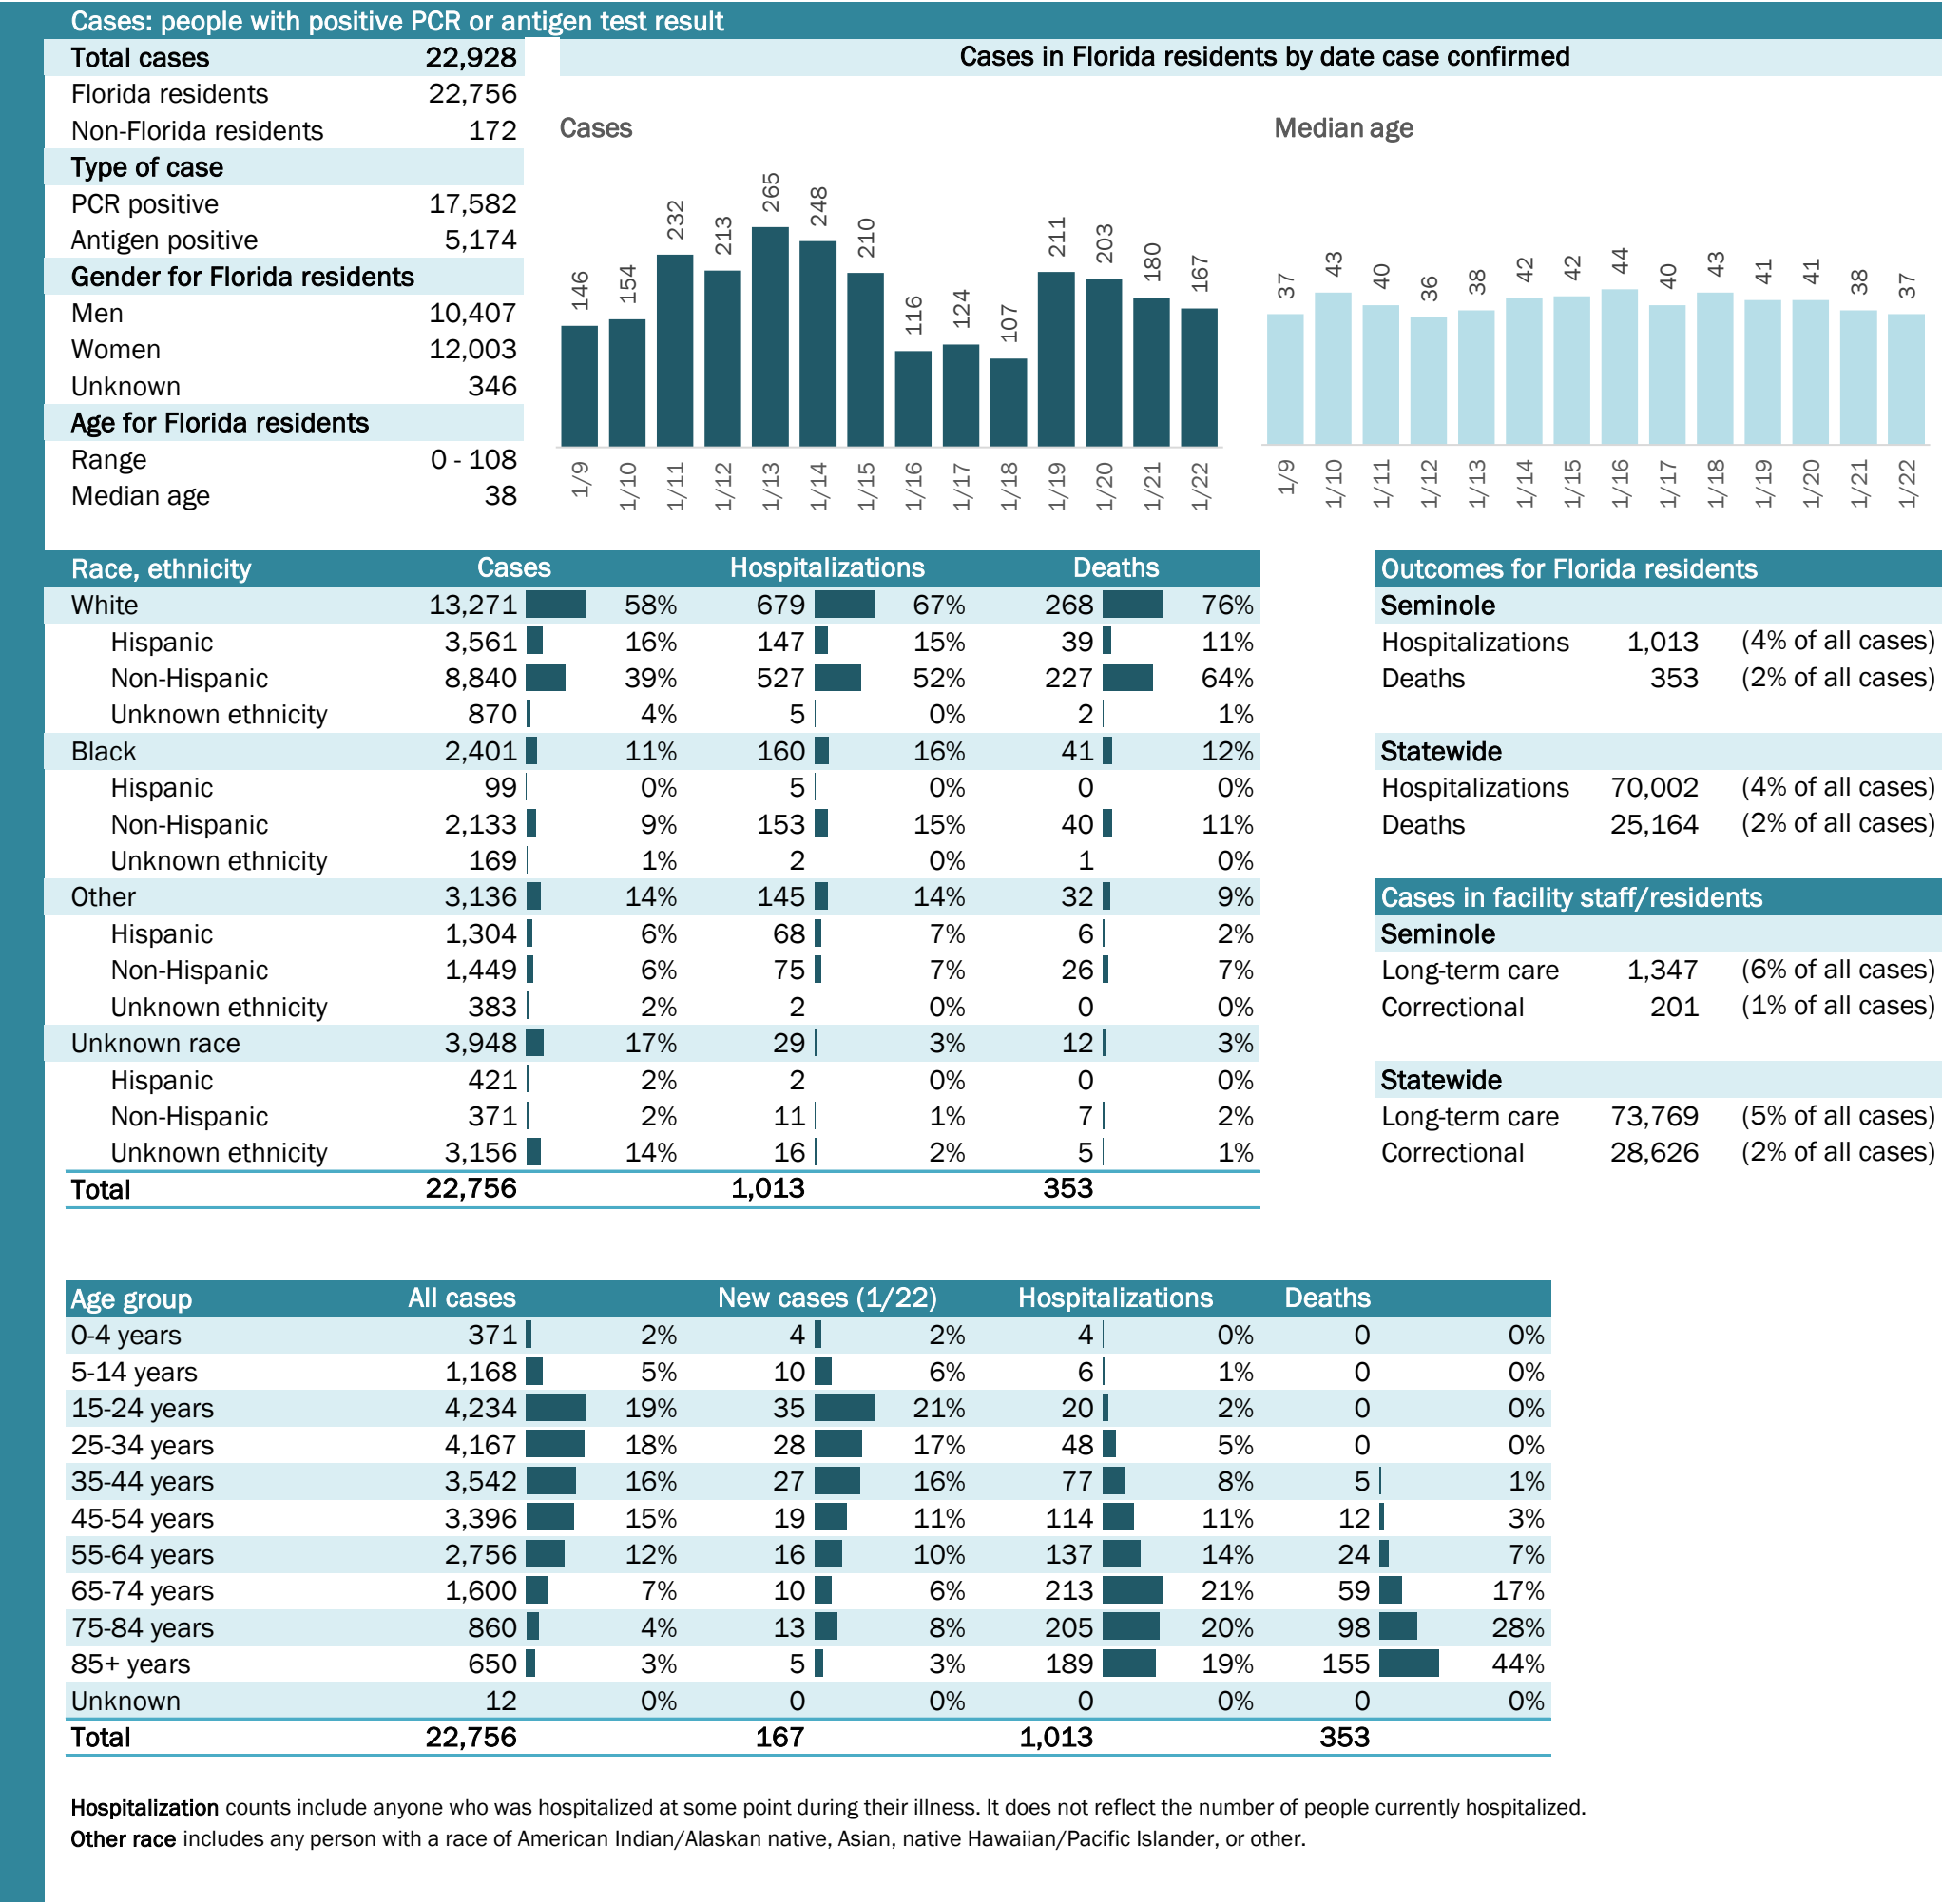 Cases: people with positive PCR or antigen test result
Total cases 22,928
Florida residents 22,756
Non-Florida residents 172
Type of case
PCR positive 17,582
Antigen positive 5,174
Gender for Florida residents
Men 10,407
Women 12,003
Unknown 346
Age for Florida residents
Range 0 - 108
Median age 38
Cases in Florida residents by date case confirmed
Cases
146 154 232 213 265 248 210 116 124 107 211 203 180 167
1/9 1/10 1/11 1/12 1/13 1/14 1/15 1/16 1/17 1/18 1/19 1/20 1/21 1/22
Median age
37 43 40 36 38 42 42 44 40 43 41 41 38 37
1/9 1/10 1/11 1/12 1/13 1/14 1/15 1/16 1/17 1/18 1/19 1/20 1/21 1/22
Race, ethnicity Cases Hospitalizations Deaths
White 13,271 58% 679 67% 268 76%
Hispanic 3,561 16% 147 15% 39 11%
Non-Hispanic 8,840 39% 527 52% 227 64%
Unknown ethnicity 870 4% 5 0% 2 1%
Black 2,401 11% 160 16% 41 12%
Hispanic 99 0% 5 0% 0 0%
Non-Hispanic 2,133 9% 153 15% 40 11%
Unknown ethnicity 169 1% 2 0% 1 0%
Other 3,136 14% 145 14% 32 9%
Hispanic 1,304 6% 68 7% 6 2%
Non-Hispanic 1,449 6% 75 7% 26 7%
Unknown ethnicity 383 2% 2 0% 0 0%
Unknown race 3,948 17% 29 3% 12 3%
Hispanic 421 2% 2 0% 0 0%
Non-Hispanic 371 2% 11 1% 7 2%
Unknown ethnicity 3,156 14% 16 2% 5 1%
Total 22,756 1,013 353
Outcomes for Florida residents
Seminole
Hospitalizations 1,013 (4% of all cases)
Deaths 353 (2% of all cases)
Statewide
Hospitalizations 70,002 (4% of all cases)
Deaths 25,164 (2% of all cases)
Cases in facility staff/residents
Seminole
Long-term care 1,347 (6% of all cases)
Correctional 201 (1% of all cases)
Statewide
Long-term care 73,769 (5% of all cases)
Correctional 28,626 (2% of all cases)
Age group All cases New cases (1/22) Hospitalizations Deaths
0-4 years 371 2% 4 2% 4 0% 0 0%
5-14 years 1,168 5% 10 6% 6 1% 0 0%
15-24 years 4,234 19% 35 21% 20 2% 0 0%
25-34 years 4,167 18% 28 17% 48 5% 0 0%
35-44 years 3,542 16% 27 16% 77 8% 5 1%
45-54 years 3,396 15% 19 11% 114 11% 12 3%
55-64 years 2,756 12% 16 10% 137 14% 24 7%
65-74 years 1,600 7% 10 6% 213 21% 59 17%
75-84 years 860 4% 13 8% 205 20% 98 28%
85+ years 650 3% 5 3% 189 19% 155 44%
Unknown 12 0% 0 0% 0 0% 0 0%
Total 22,756 167 1,013 353
Hospitalization counts include anyone who was hospitalized at some point during their illness. It does not reflect the number of people currently hospitalized.
Other race includes any person with a race of American Indian/Alaskan native, Asian, native Hawaiian/Pacific Islander, or other.